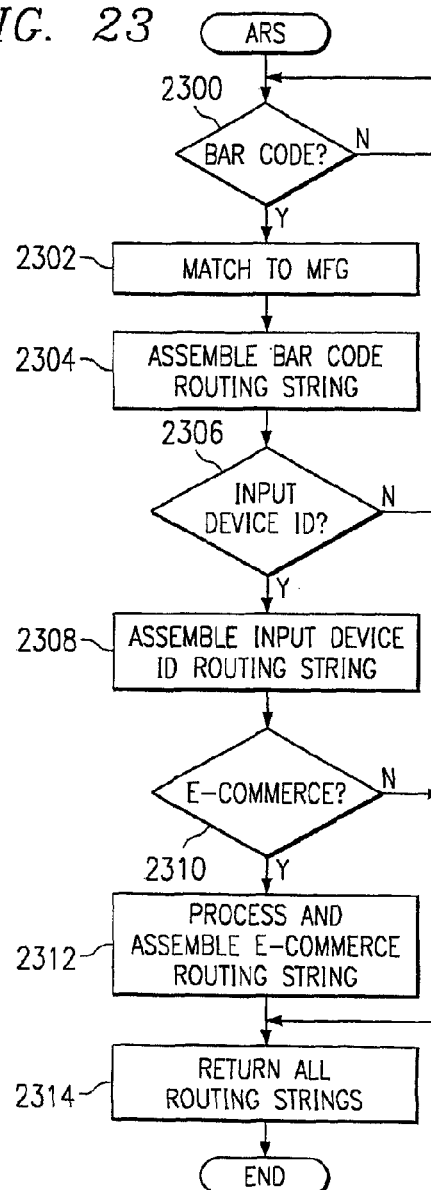 IG. 23
ARS
2300
BAR CODE?
N
Y
2302
MATCH TO MFG
2304
ASSEMBLE BAR CODE
ROUTING STRING
2306
INPUT
DEVICE ID?
N
Y
2308
ASSEMBLE INPUT DEVICE
ID ROUTING STRING
E-COMMERCE?
N
2310
Y
2312
PROCESS AND
ASSEMBLE E-COMMERCE
ROUTING STRING
2314
RETURN ALL
ROUTING STRINGS
END